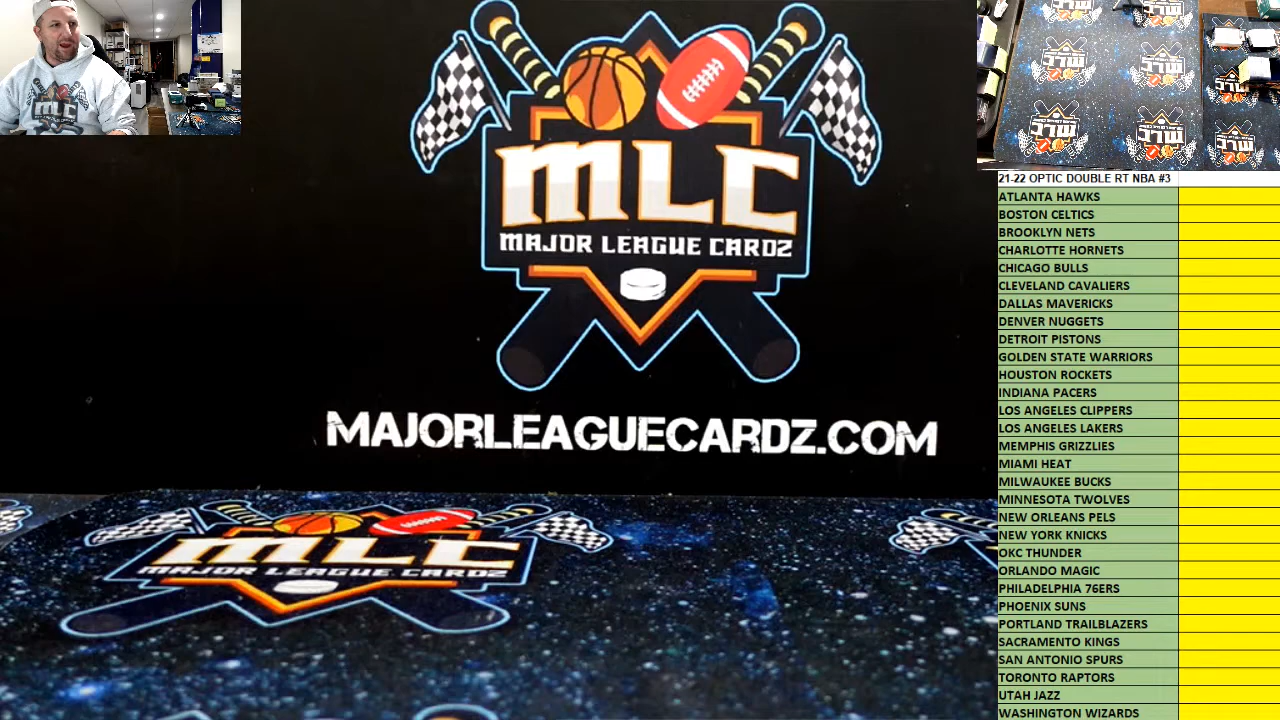 MLC
MAJOR LEAGUE CARDZ
MAJORLEAGUECARDZ.COM
MLC
MAJOR LEAGUE CARDZ
MLC
21-22 OPTIC DOUBLE RT NBA #3
ATLANTA HAWKS
BOSTON CELTICS
BROOKLYN NETS
CHARLOTTE HORNETS
CHICAGO BULLS
CLEVELAND CAVALIERS
DALLAS MAVERICKS
DENVER NUGGETS
DETROIT PISTONS
GOLDEN STATE WARRIORS
HOUSTON ROCKETS
INDIANA PACERS
LOS ANGELES CLIPPERS
LOS ANGELES LAKERS
MEMPHIS GRIZZLIES
MIAMI HEAT
MILWAUKEE BUCKS
MINNESOTA TWOLVES
NEW ORLEANS PELS
NEW YORK KNICKS
OKC THUNDER
ORLANDO MAGIC
PHILADELPHIA 76ERS
PHOENIX SUNS
PORTLAND TRAILBLAZERS
SACRAMENTO KINGS
SAN ANTONIO SPURS
TORONTO RAPTORS
UTAH JAZZ
WASHINGTON WIZARDS